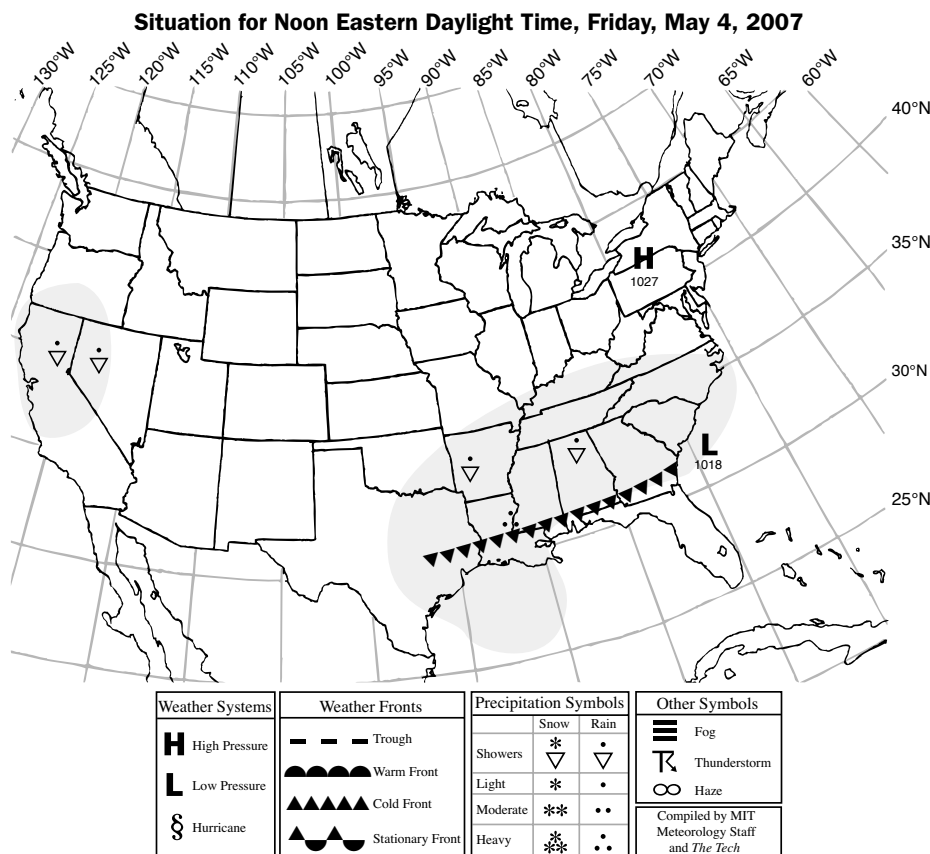 Situation for Noon Eastern Daylight Time, Friday, May 4, 2007
130°W 125°W 120°W 115°W 110°W 105°W 100°W 95°W 90°W 85°W 80°W 75°W 70°W 65°W 60°W
40°N
35°N
30°N
25°N
H
1027
L
1018
Weather Systems
H High Pressure
L Low Pressure
§ Hurricane
Weather Fronts
Trough
Warm Front
Cold Front
Stationary Front
Precipitation Symbols
Snow Rain
Showers
Light
Moderate
Heavy
Other Symbols
Fog
Thunderstorm
Haze
Compiled by MIT
Meteorology Staff
and The Tech